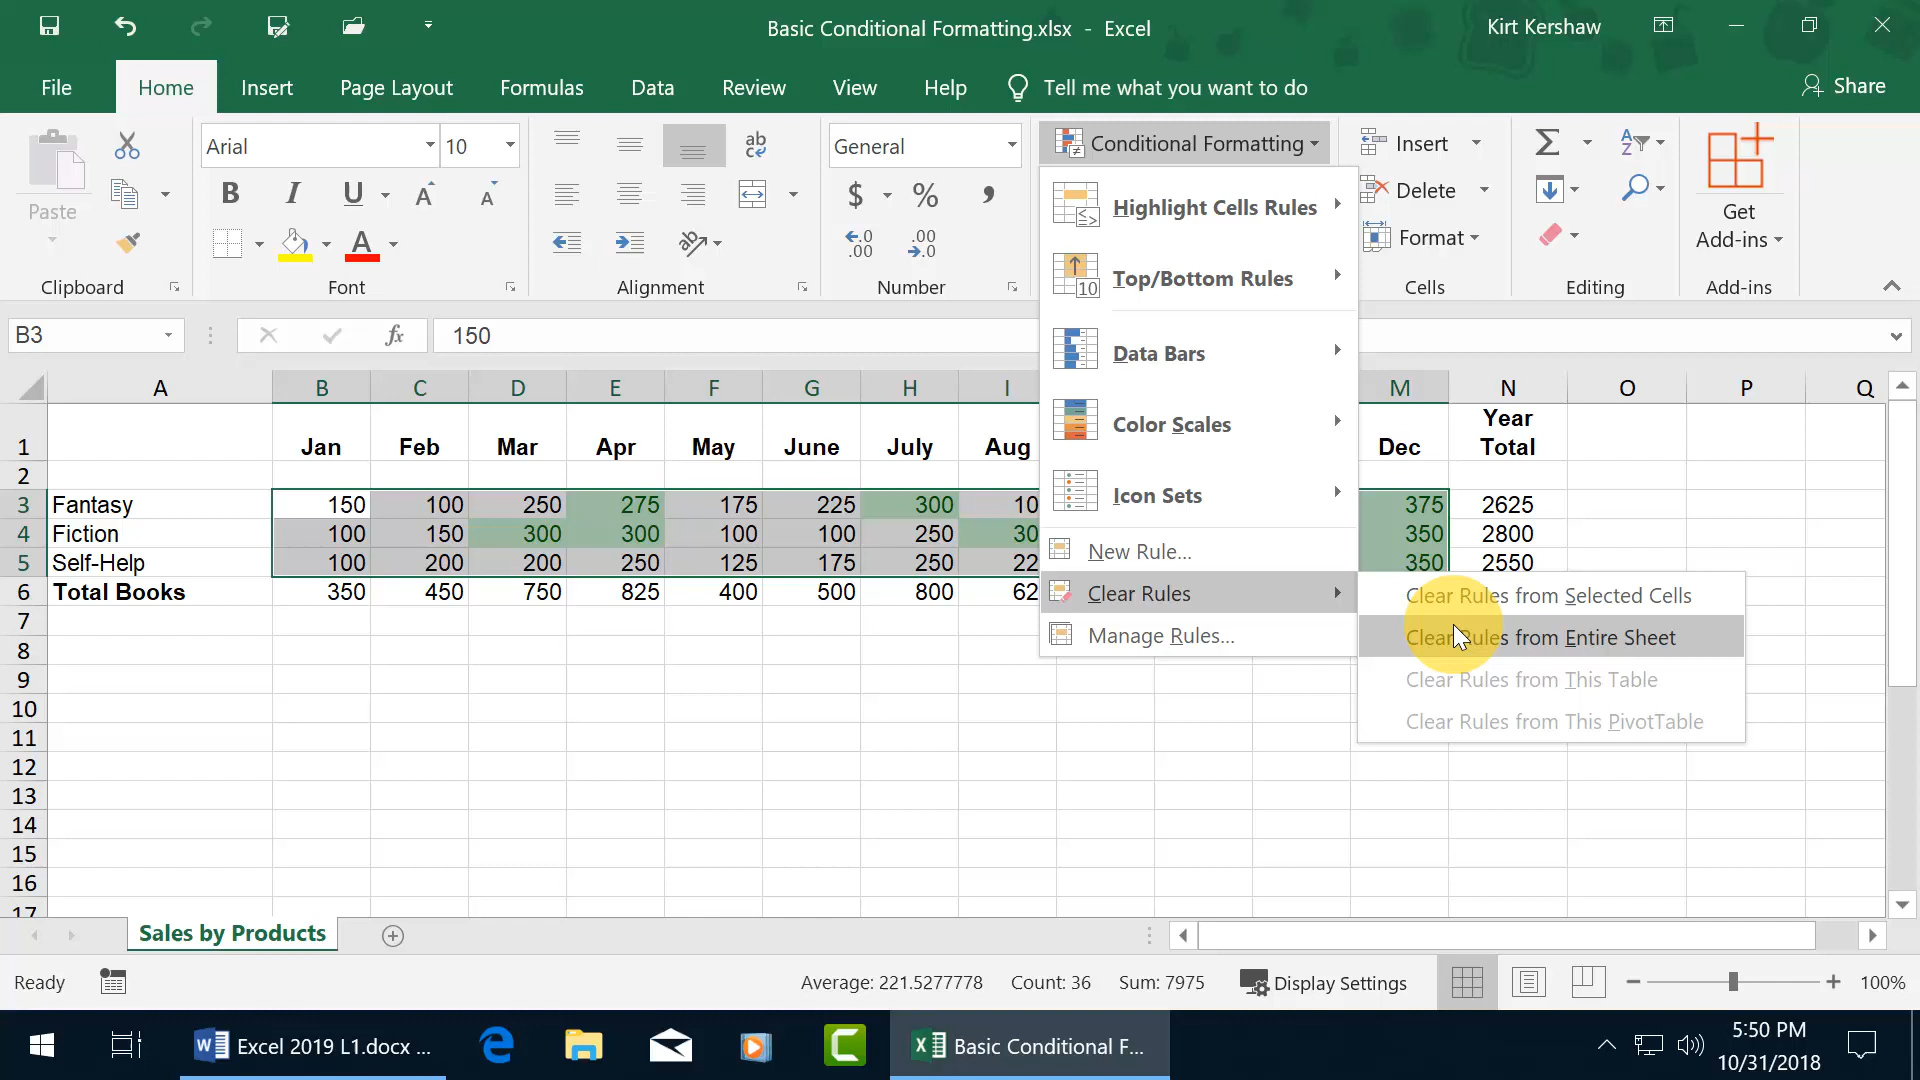 Basic Conditional Formatting.xlsx - Excel
Kirt Kershaw
File Home Insert Page Layout Formulas Data Review View Help Tell me what you want to do Share
Paste
Clipboard
Arial 10
B I U A A
A
Font
ab
Alignment
General
$ % ,
.00 .00
Number
Conditional Formatting
Highlight Cells Rules
Top/Bottom Rules
Data Bars
Color Scales
Icon Sets
New Rule...
Clear Rules
Manage Rules...
Clear Rules from Selected Cells
Clear Rules from Entire Sheet
Clear Rules from This Table
Clear Rules from This PivotTable
Insert
Delete
Format
Cells
Editing
Get
Add-ins
Add-ins
B3 fx 150
A B C D E F G H I M N O P Q
1 Jan Feb Mar Apr May June July Aug Dec Year Total
2
3 Fantasy 150 100 250 275 175 225 300 10 375 2625
4 Fiction 100 150 300 300 100 100 250 30 350 2800
5 Self-Help 100 200 200 250 125 175 250 22 350 2550
6 Total Books 350 450 750 825 400 500 800 62
7
8
9
10
11
12
13
14
15
16
17
Sales by Products
Ready Average: 221.5277778 Count: 36 Sum: 7975 Display Settings 100%
Excel 2019 L1.docx ...
Basic Conditional F...
5:50 PM
10/31/2018